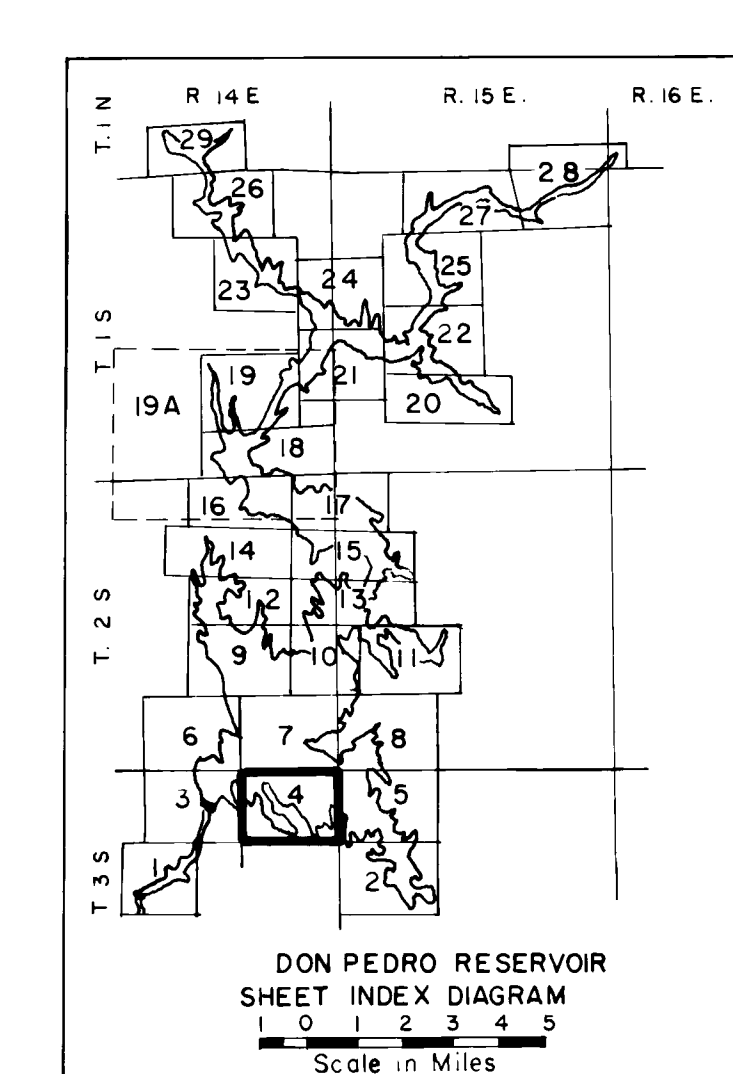 R 14 E R. 15 E. R. 16 E.
T. 1 N
29
28
26
27
25
24
23
22
T. 1 S
21
19
19A
20
18
16
17
14
15
12
13
T. 2 S
9
10
11
6
7
8
3
4
5
1
2
T 3 S
DON PEDRO RESERVOIR
SHEET INDEX DIAGRAM
1 0 1 2 3 4 5
Scale in Miles